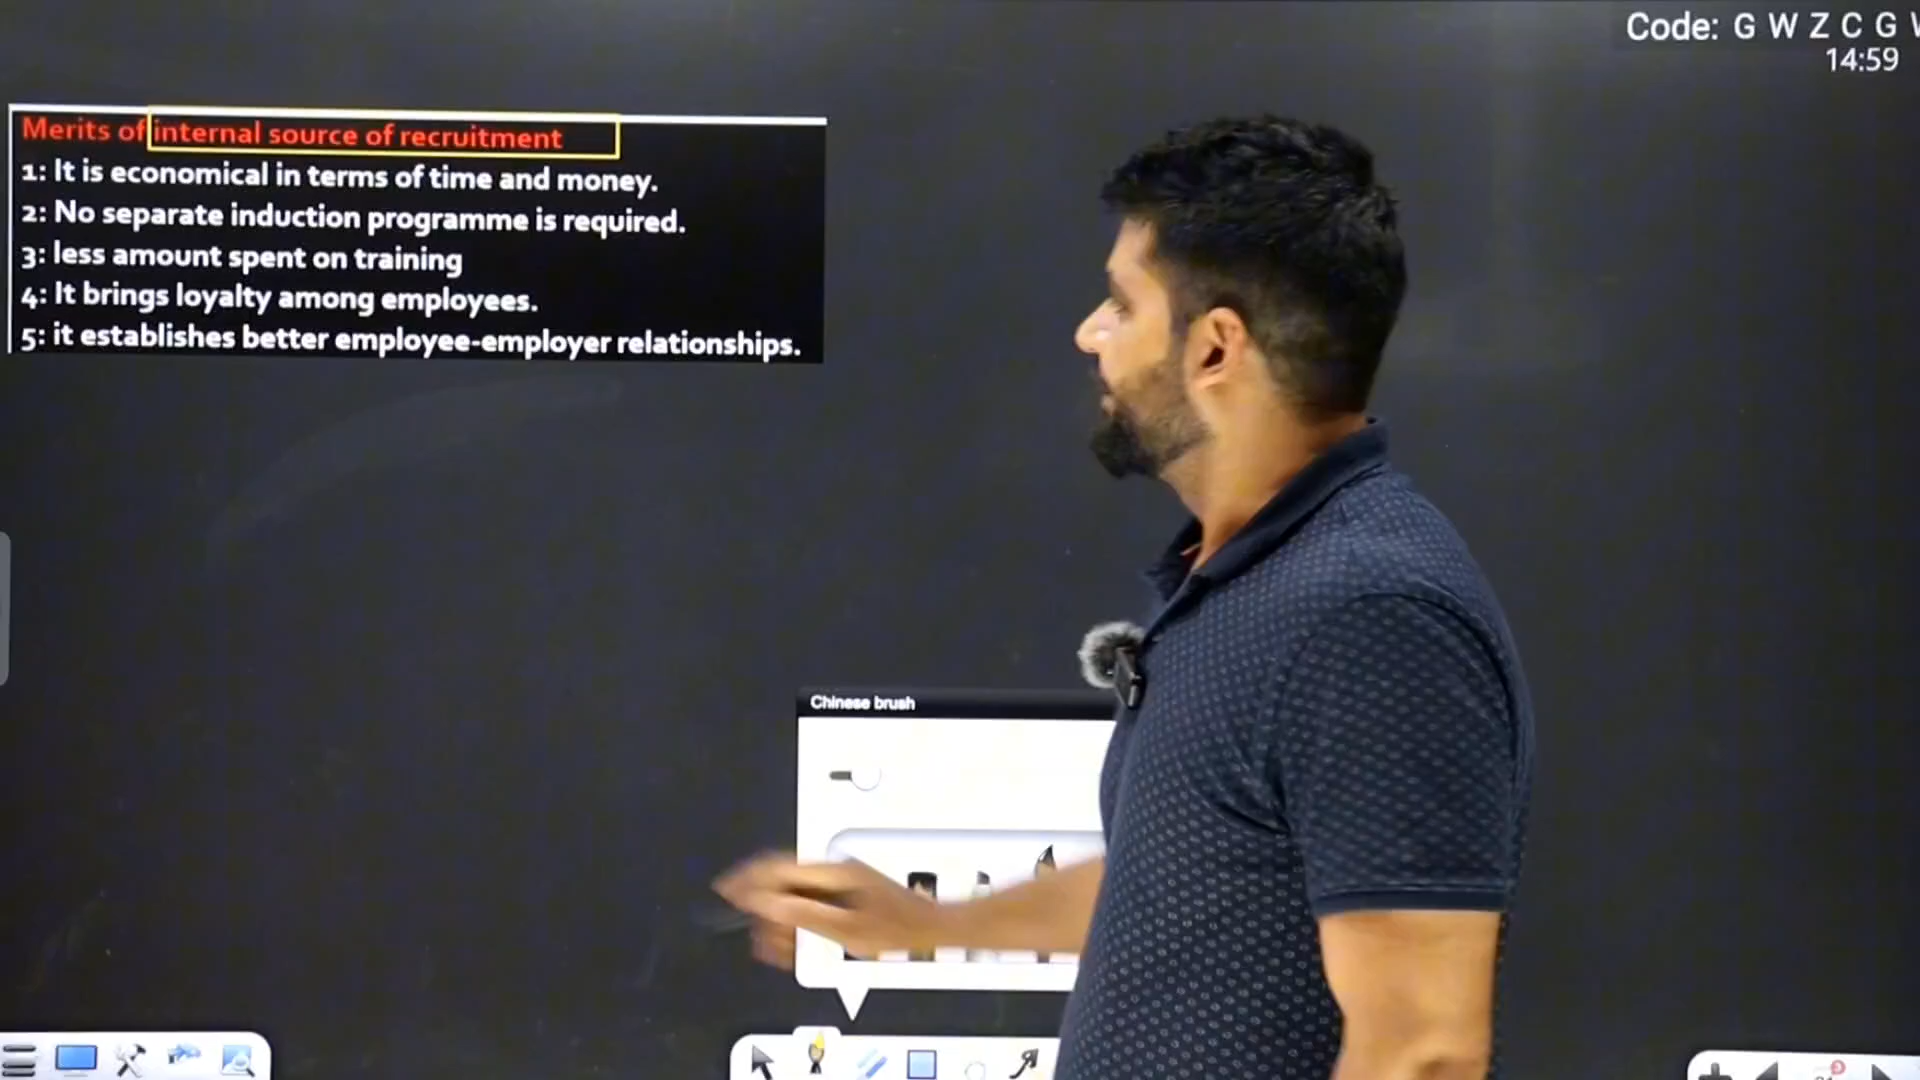 Code: G W Z C G
14:59
Merits of internal source of recruitment
1: It is economical in terms of time and money.
2: No separate induction programme is required.
3: less amount spent on training
4: It brings loyalty among employees.
5: it establishes better employee-employer relationships.
Chinese brush